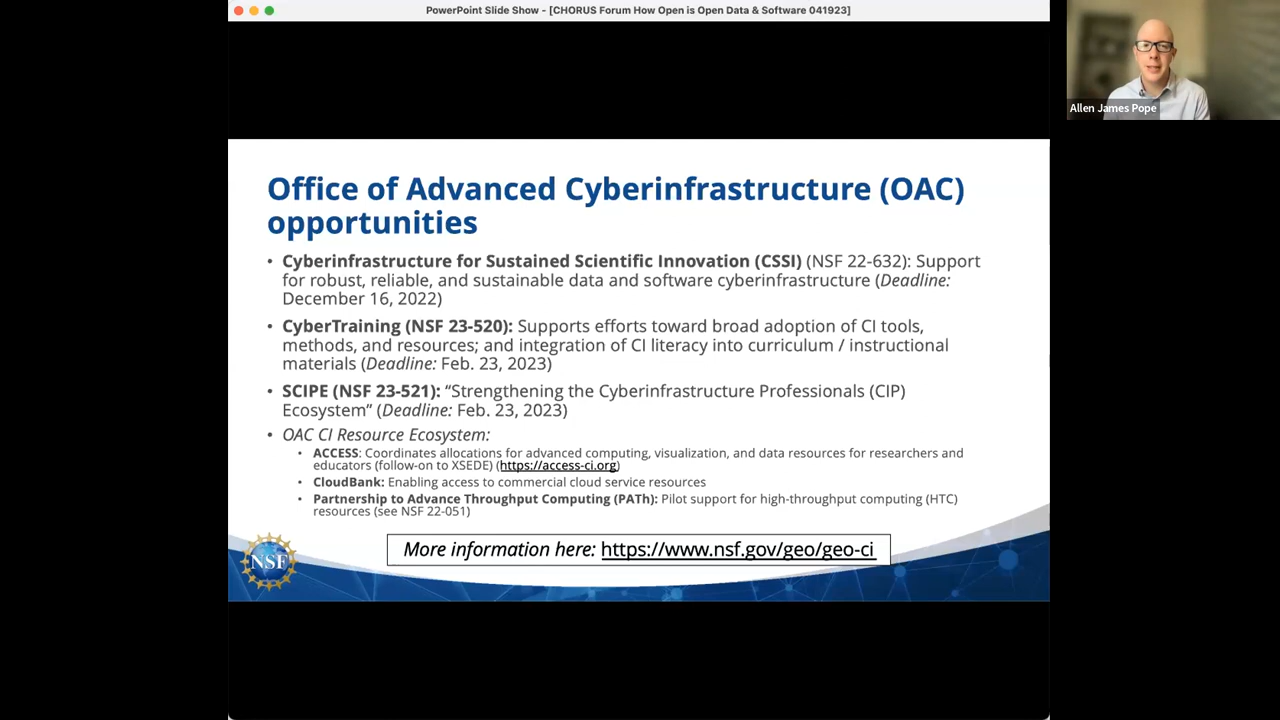 PowerPoint Slide Show - [CHORUS Forum How Open is Open Data & Software 041923]
Allen James Pope
Office of Advanced Cyberinfrastructure (OAC)
opportunities
• Cyberinfrastructure for Sustained Scientific Innovation (CSSI) (NSF 22-632): Support
for robust, reliable, and sustainable data and software cyberinfrastructure (Deadline:
December 16, 2022)
• CyberTraining (NSF 23-520): Supports efforts toward broad adoption of CI tools,
methods, and resources; and integration of CI literacy into curriculum / instructional
materials (Deadline: Feb. 23, 2023)
• SCIPE (NSF 23-521): “Strengthening the Cyberinfrastructure Professionals (CIP)
Ecosystem” (Deadline: Feb. 23, 2023)
• OAC CI Resource Ecosystem:
• ACCESS: Coordinates allocations for advanced computing, visualization, and data resources for researchers and
educators (follow-on to XSEDE) (https://access-ci.org)
• CloudBank: Enabling access to commercial cloud service resources
• Partnership to Advance Throughput Computing (PATh): Pilot support for high-throughput computing (HTC)
resources (see NSF 22-051)
More information here: https://www.nsf.gov/geo/geo-ci
NSF